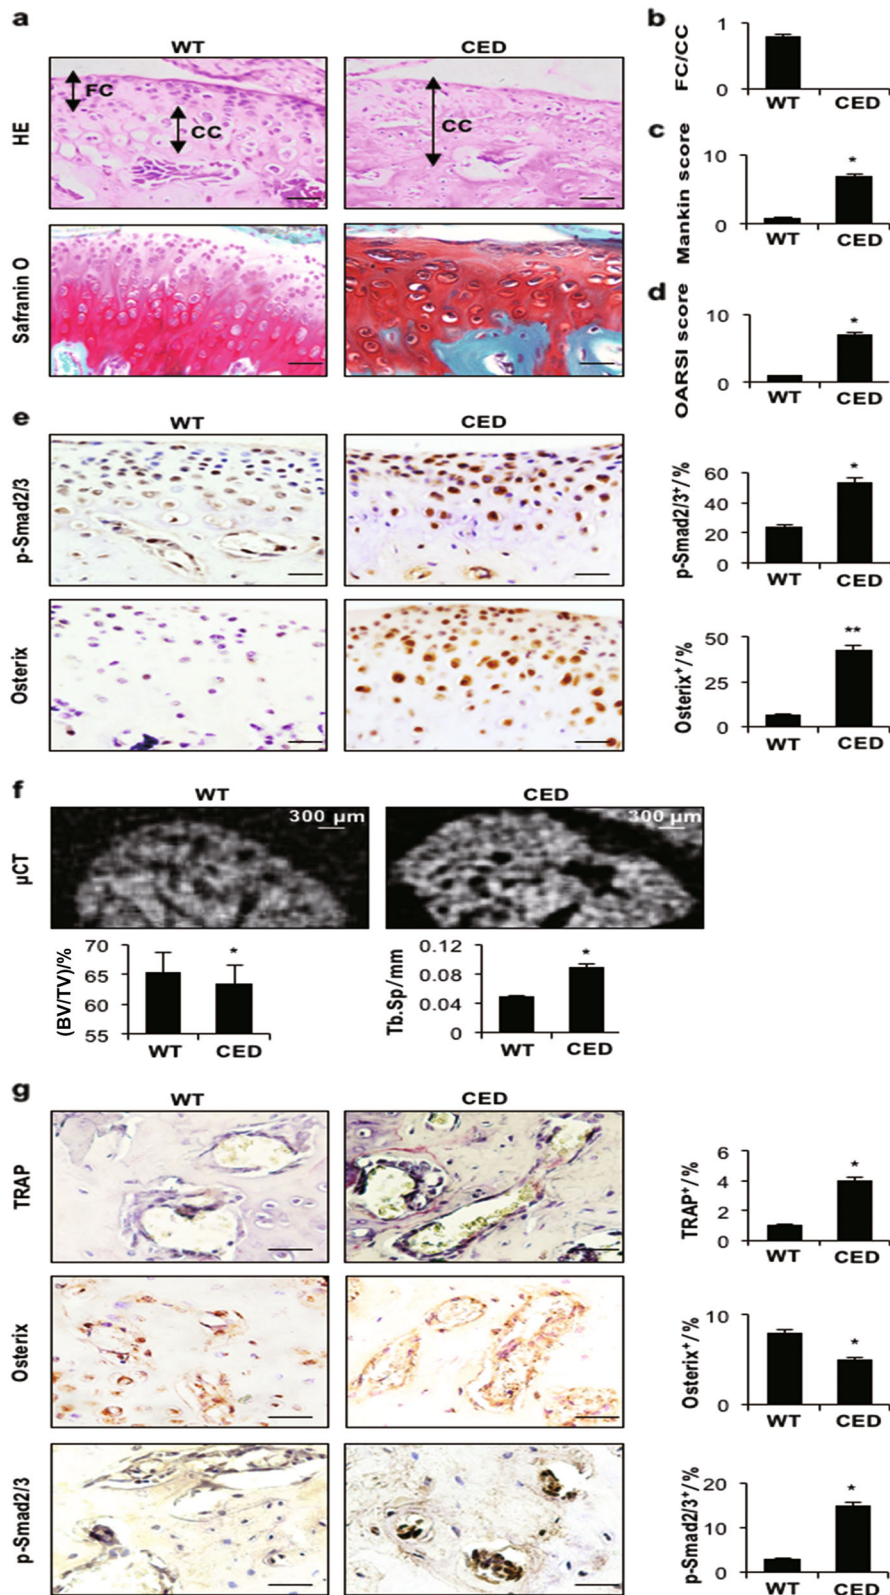 a
WT
CED
HE
FC
CC
CC
Safranin O
b
FC/CC
1
0
WT
CED
c
Mankin score
10
0
*
WT
CED
d
OARSI score
10
0
*
WT
CED
e
WT
CED
p-Smad2/3
p-Smad2/3⁺/%
60
40
20
0
*
WT
CED
Osterix
Osterix⁺/%
50
25
0
**
WT
CED
f
WT
CED
µCT
300 µm
300 µm
(BV/TV)/%
70
65
60
55
*
WT
CED
Tb.Sp/mm
0.12
0.08
0.04
0
*
WT
CED
g
WT
CED
TRAP
TRAP⁺/%
6
4
2
0
*
WT
CED
Osterix
Osterix⁺/%
10
5
0
*
WT
CED
p-Smad2/3
p-Smad2/3⁺/%
20
10
0
*
WT
CED